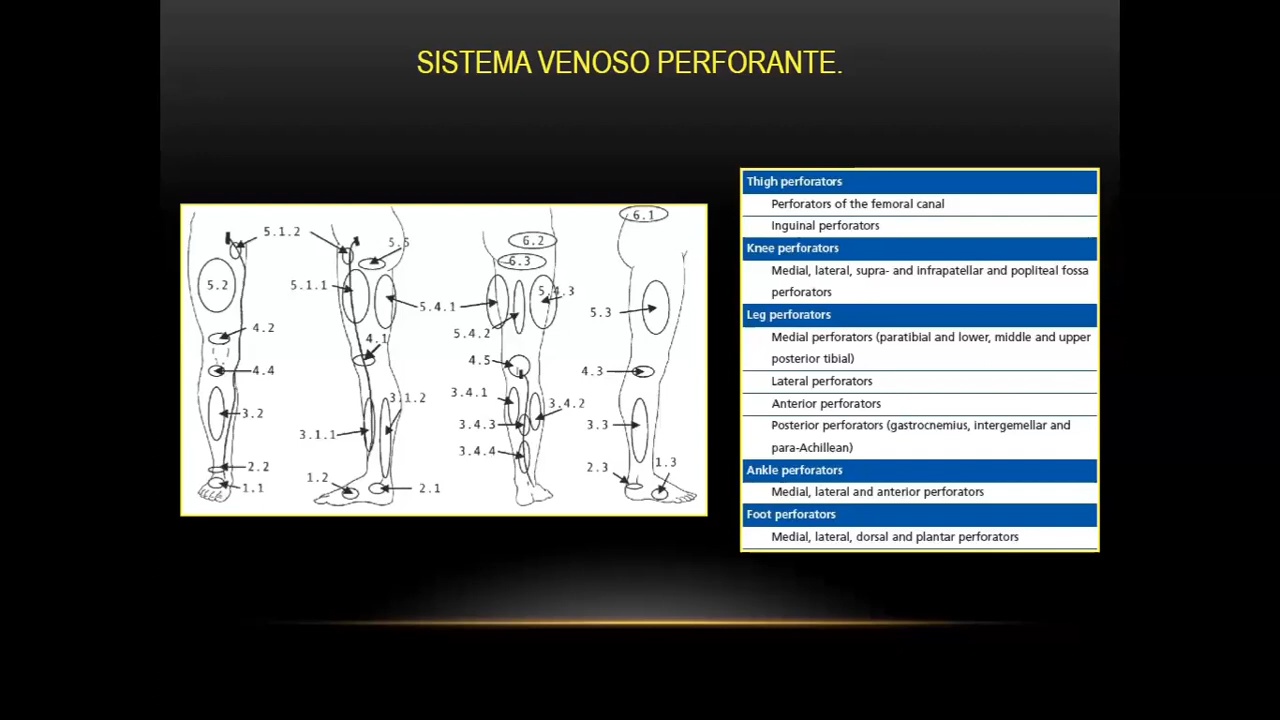 SISTEMA VENOSO PERFORANTE.
6.1
5.1.2
5.5
6.2
6.3
5.2
5.1.1
5.4.1
5.4.3
5.3
5.4.2
4.2
4.1
4.5
4.4
4.3
3.4.1
3.1.2
3.4.2
3.2
3.4.3
3.3
3.1.1
3.4.4
2.2
2.3
1.3
1.2
1.1
2.1
Thigh perforators
Perforators of the femoral canal
Inguinal perforators
Knee perforators
Medial, lateral, supra- and infrapatellar and popliteal fossa
perforators
Leg perforators
Medial perforators (paratibial and lower, middle and upper
posterior tibial)
Lateral perforators
Anterior perforators
Posterior perforators (gastrocnemius, intergemellar and
para-Achillean)
Ankle perforators
Medial, lateral and anterior perforators
Foot perforators
Medial, lateral, dorsal and plantar perforators